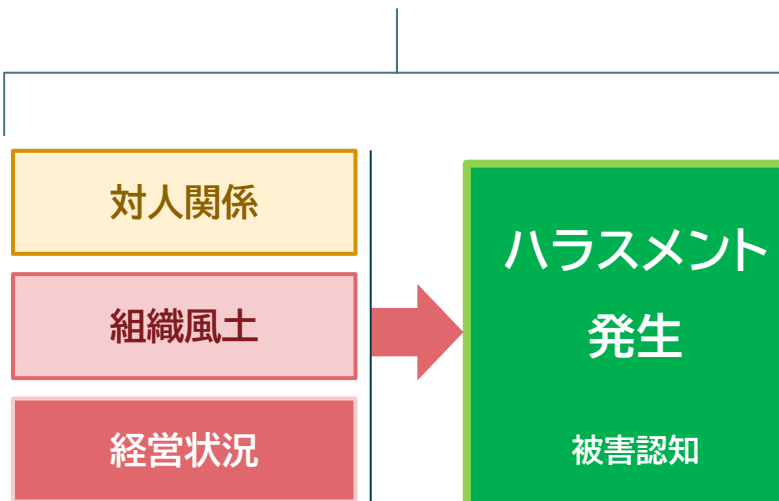 対人関係
組織風土
経営状況
ハラスメント
発生
被害認知